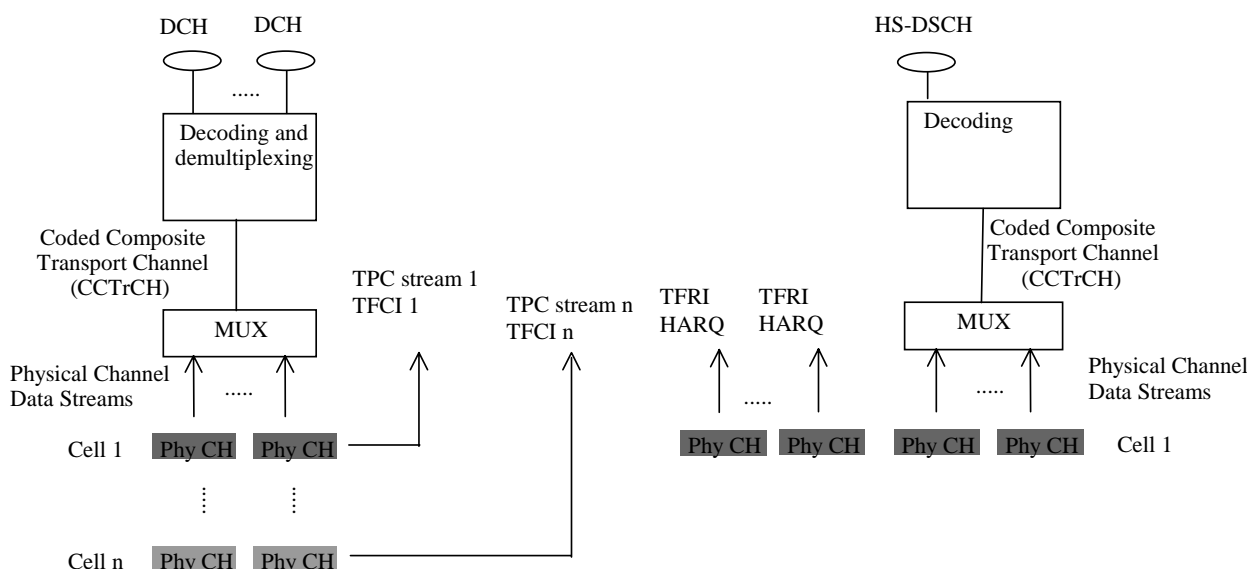 DCH
DCH
.....
Decoding and
demultiplexing
Coded Composite
Transport Channel
(CCTrCH)
MUX
Physical Channel
Data Streams
.....
Cell 1
Phy CH
Phy CH
Cell n
Phy CH
Phy CH
TPC stream 1
TFCI 1
TPC stream n
TFCI n
HS-DSCH
Decoding
Coded Composite
Transport Channel
(CCTrCH)
TFRI
HARQ
TFRI
HARQ
MUX
.....
.....
Physical Channel
Data Streams
Phy CH
Phy CH
Phy CH
Phy CH
Cell 1